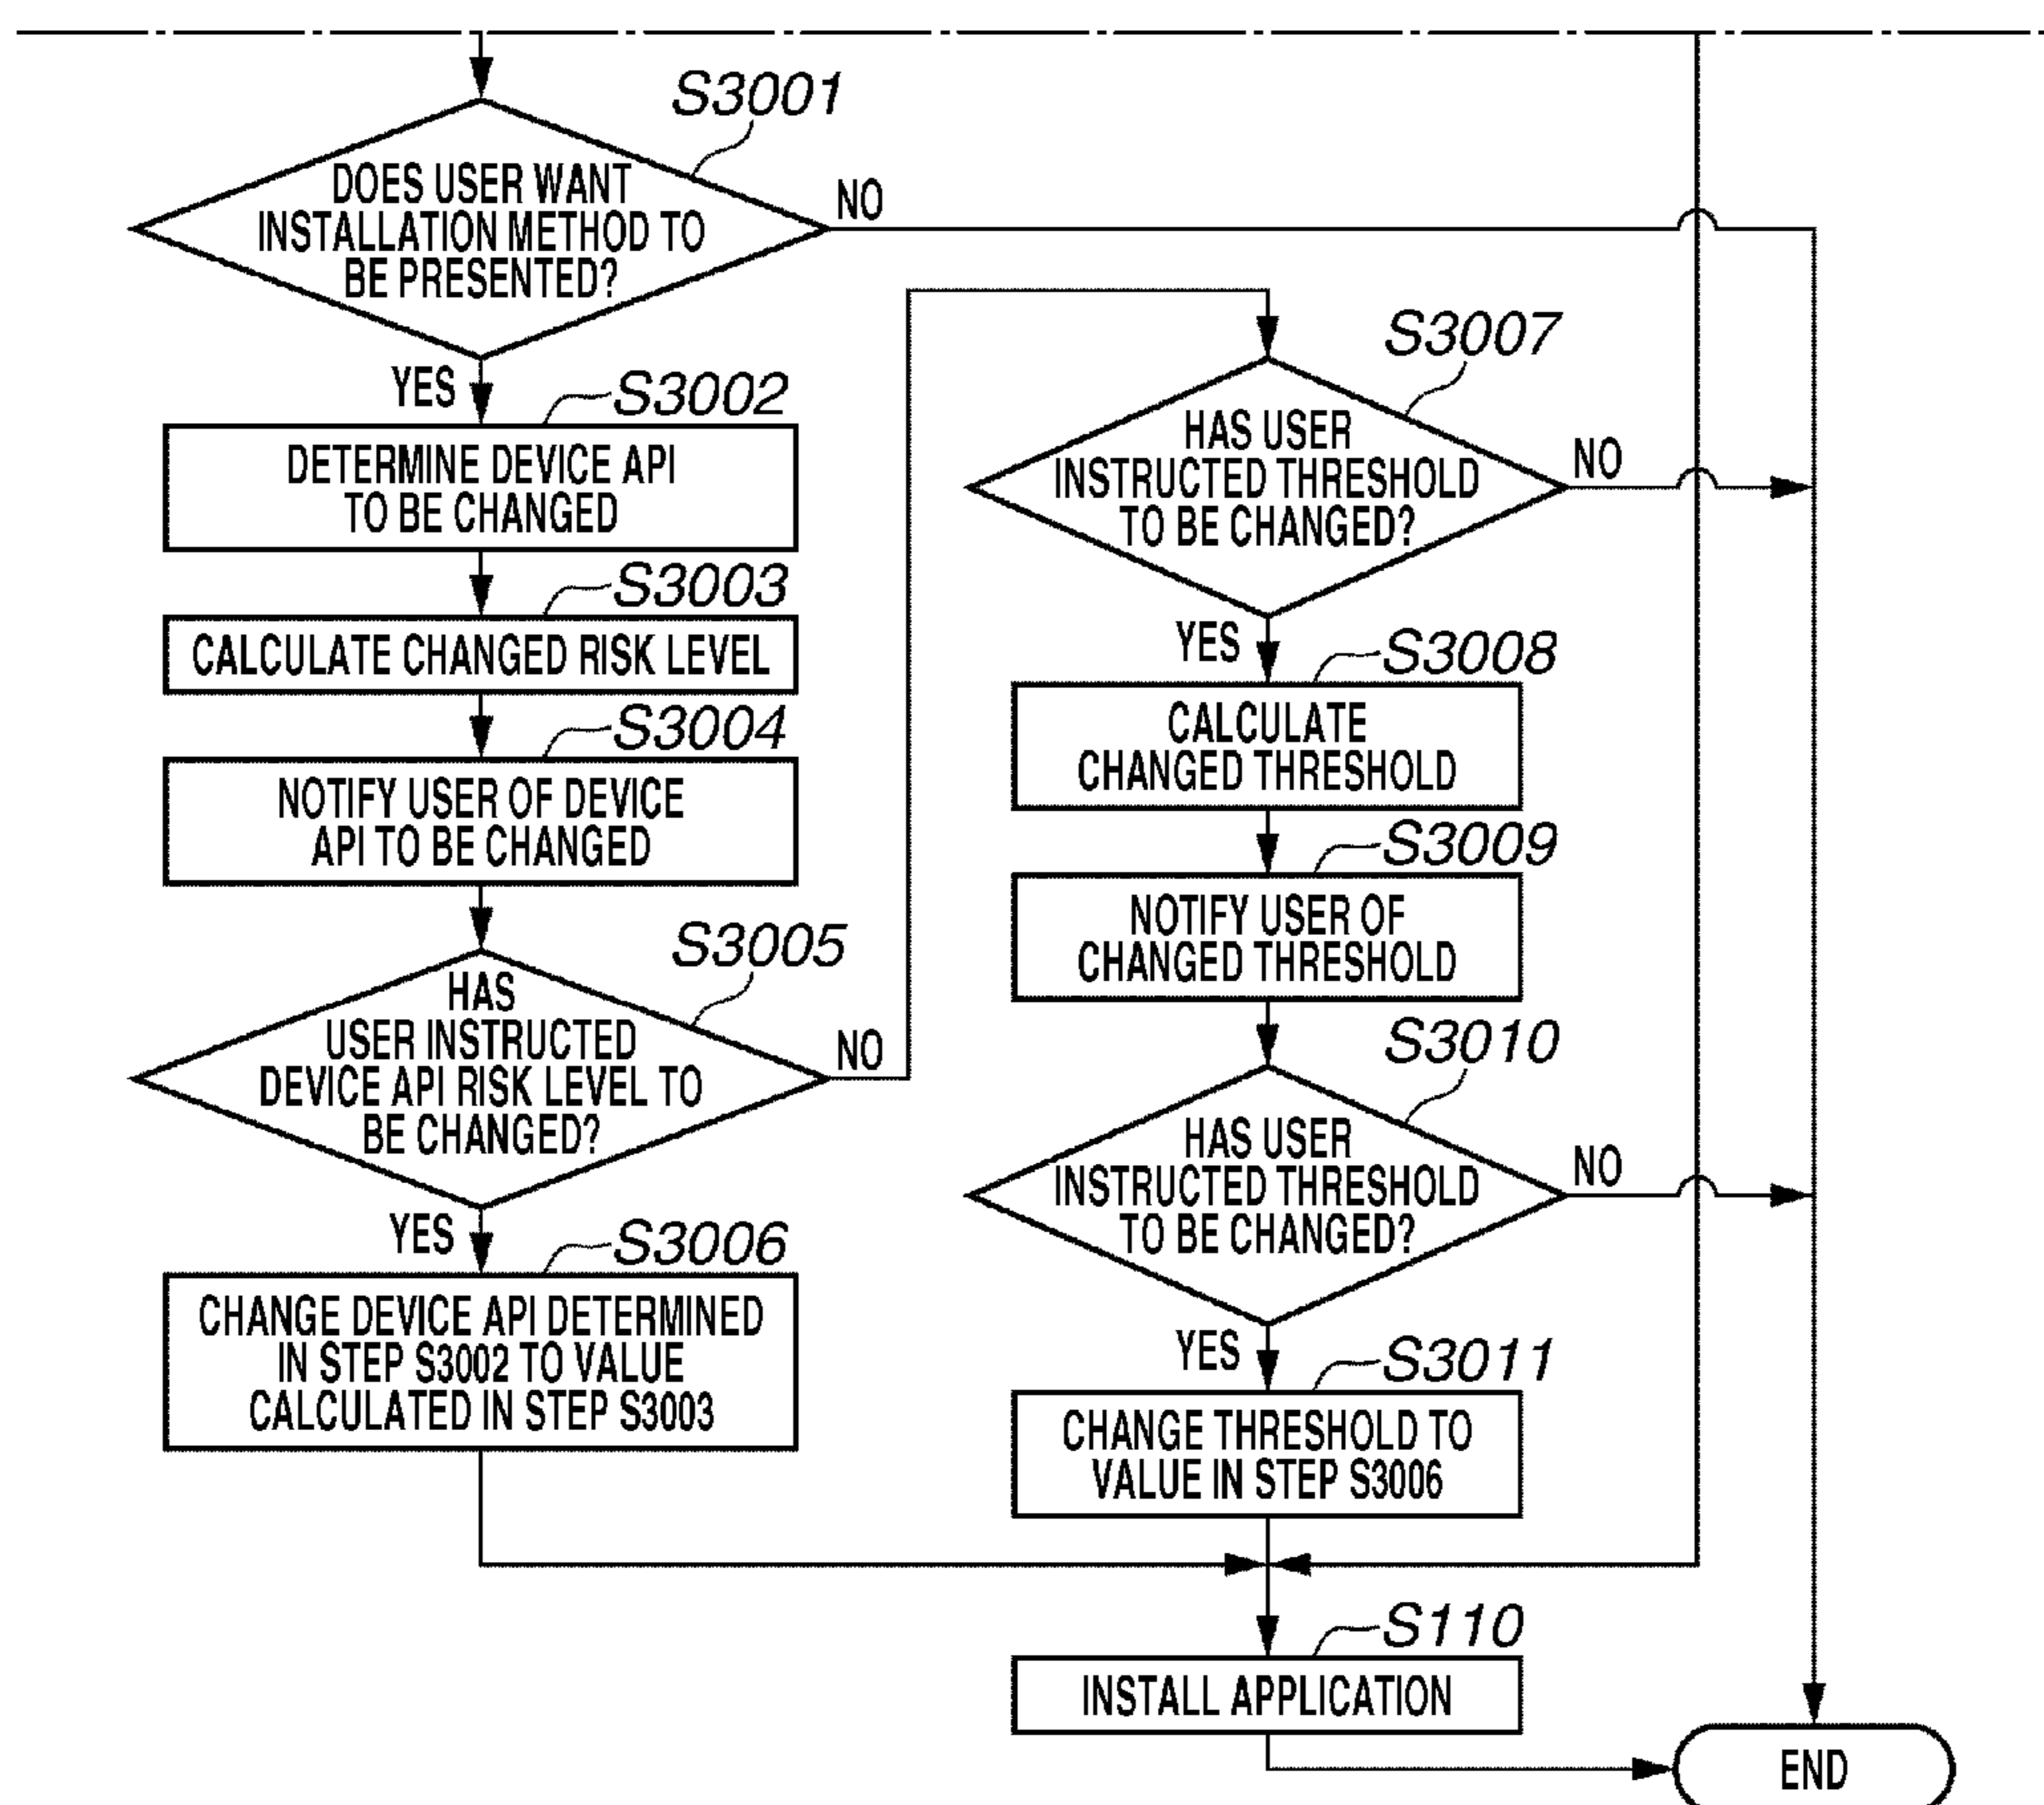 S3001
DOES USER WANT
INSTALLATION METHOD TO
BE PRESENTED?
NO
YES
S3002
DETERMINE DEVICE API
TO BE CHANGED
S3003
CALCULATE CHANGED RISK LEVEL
S3004
NOTIFY USER OF DEVICE
API TO BE CHANGED
S3005
HAS
USER INSTRUCTED
DEVICE API RISK LEVEL TO
BE CHANGED?
NO
YES
S3006
CHANGE DEVICE API DETERMINED
IN STEP S3002 TO VALUE
CALCULATED IN STEP S3003
S3007
HAS USER
INSTRUCTED THRESHOLD
TO BE CHANGED?
NO
YES
S3008
CALCULATE
CHANGED THRESHOLD
S3009
NOTIFY USER OF
CHANGED THRESHOLD
S3010
HAS USER
INSTRUCTED THRESHOLD
TO BE CHANGED?
NO
YES
S3011
CHANGE THRESHOLD TO
VALUE IN STEP S3006
S110
INSTALL APPLICATION
END